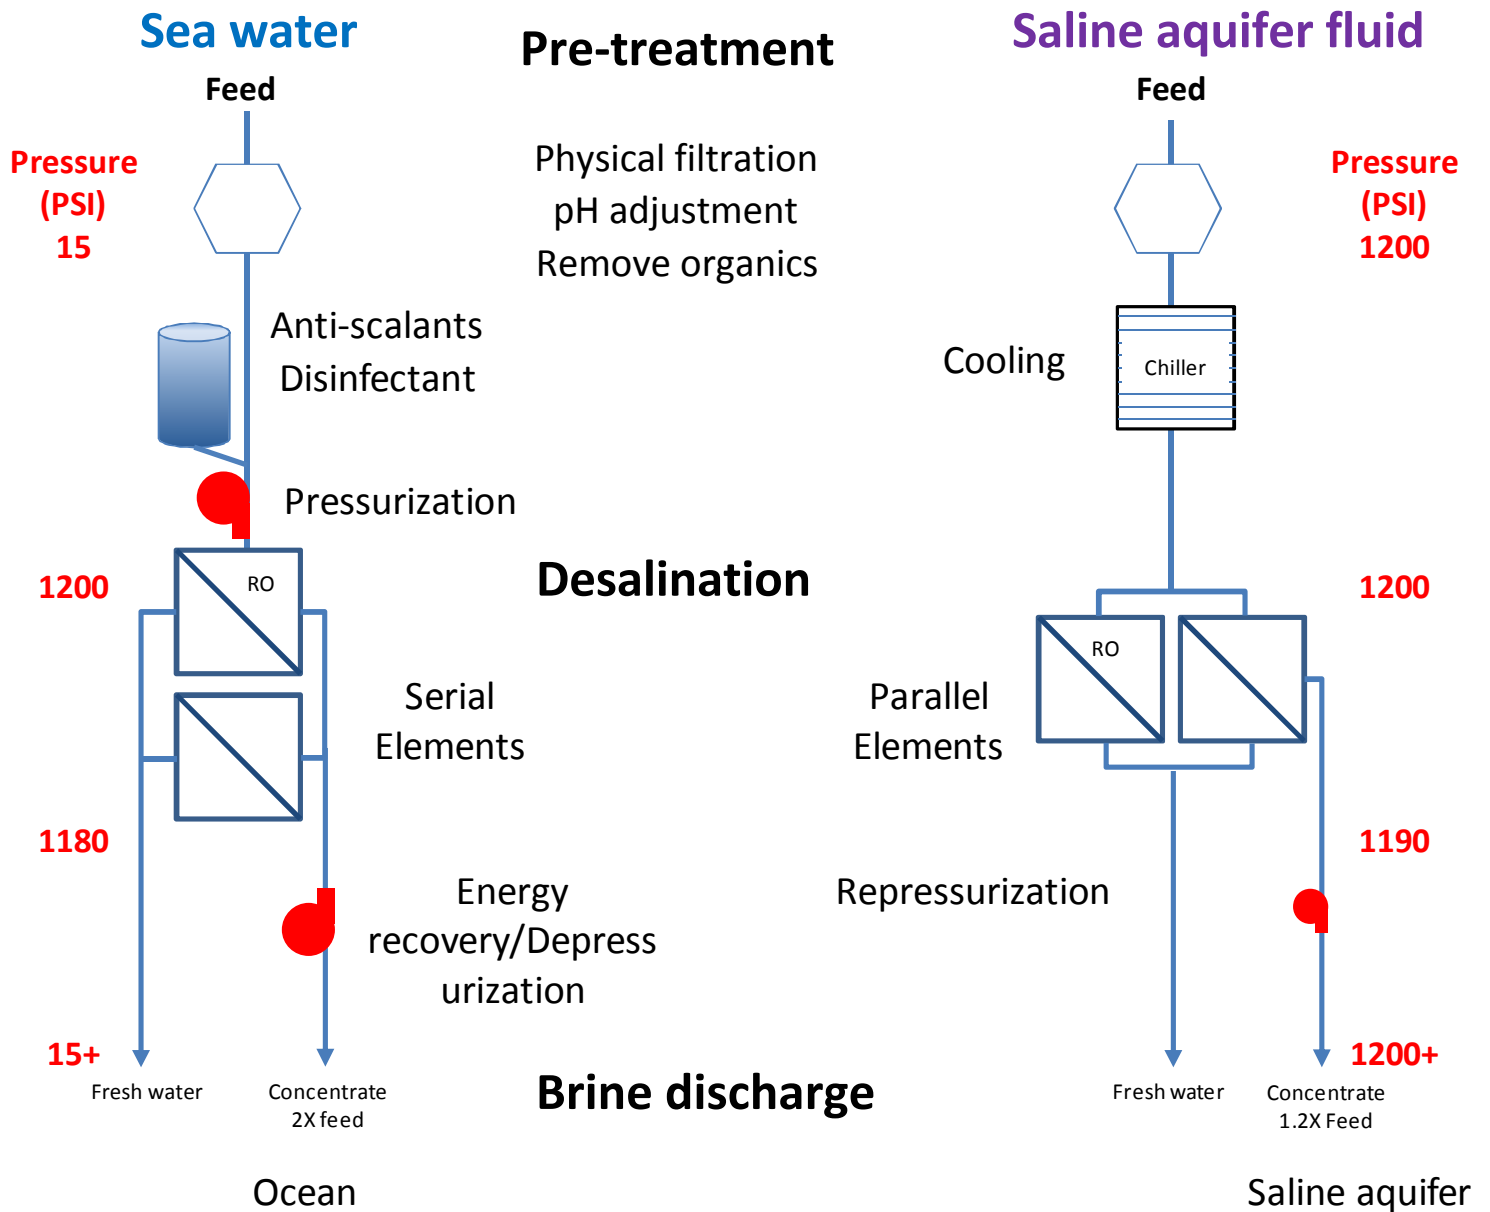 Sea water
Pre-treatment
Saline aquifer fluid
Feed
Feed
Pressure
(PSI)
15
Physical filtration
pH adjustment
Remove organics
Pressure
(PSI)
1200
Anti-scalants
Disinfectant
Cooling
Chiller
Pressurization
1200
RO
Desalination
1200
RO
Serial
Elements
Parallel
Elements
1180
1190
Energy
recovery/Depress
urization
Repressurization
15+
1200+
Fresh water
Concentrate
2X feed
Brine discharge
Fresh water
Concentrate
1.2X Feed
Ocean
Saline aquifer